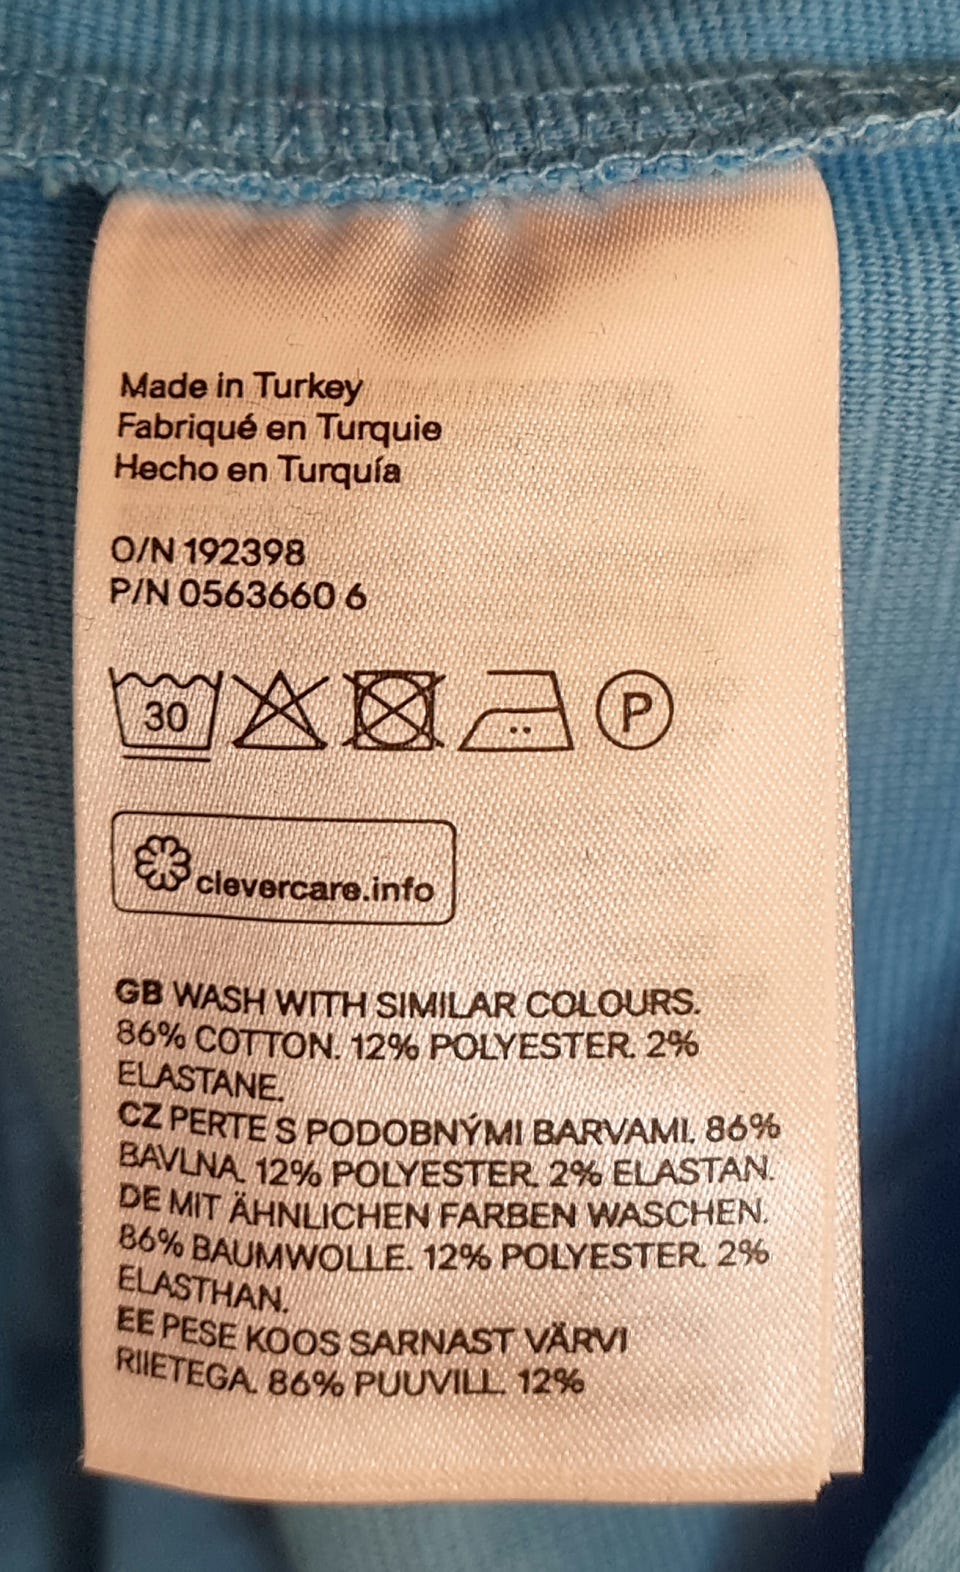 Made in Turkey
Fabriqué en Turquie
Hecho en Turquía
O/N 192398
P/N 0563660 6
30
P
clevercare.info
GB WASH WITH SIMILAR COLOURS.
86% COTTON. 12% POLYESTER. 2%
ELASTANE.
CZ PERTE S PODOBNÝMI BARVAMI. 86%
BAVLNA. 12% POLYESTER. 2% ELASTAN.
DE MIT ÄHNLICHEN FARBEN WASCHEN.
86% BAUMWOLLE. 12% POLYESTER. 2%
ELASTHAN.
EE PESE KOOS SARNAST VÄRVI
RIIETEGA. 86% PUUVILL. 12%